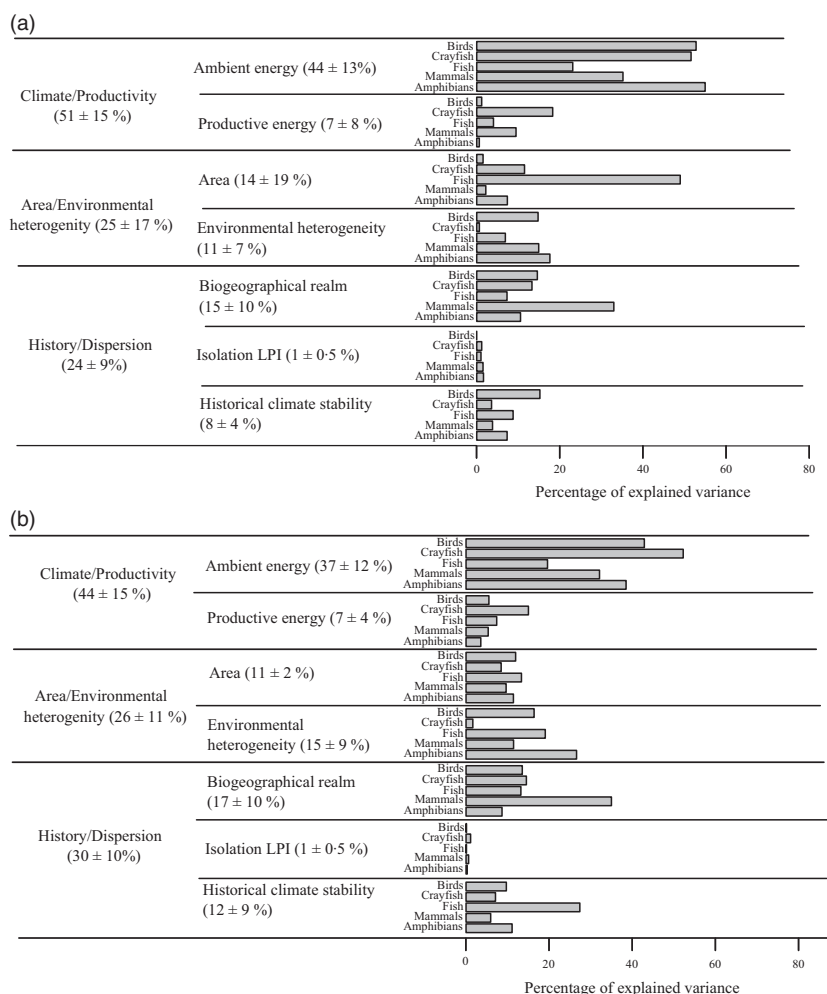 (a)
Climate/Productivity
(51 ± 15 %)
Ambient energy (44 ± 13%)
Birds
Crayfish
Fish
Mammals
Amphibians
Productive energy (7 ± 8 %)
Birds
Crayfish
Fish
Mammals
Amphibians
Area/Environmental
heterogenity (25 ± 17 %)
Area (14 ± 19 %)
Birds
Crayfish
Fish
Mammals
Amphibians
Environmental heterogeneity
(11 ± 7 %)
Birds
Crayfish
Fish
Mammals
Amphibians
History/Dispersion
(24 ± 9%)
Biogeographical realm
(15 ± 10 %)
Birds
Crayfish
Fish
Mammals
Amphibians
Isolation LPI (1 ± 0·5 %)
Birds
Crayfish
Fish
Mammals
Amphibians
Historical climate stability
(8 ± 4 %)
Birds
Crayfish
Fish
Mammals
Amphibians
0 20 40 60 80
Percentage of explained variance
(b)
Climate/Productivity
(44 ± 15 %)
Ambient energy (37 ± 12 %)
Birds
Crayfish
Fish
Mammals
Amphibians
Productive energy (7 ± 4 %)
Birds
Crayfish
Fish
Mammals
Amphibians
Area/Environmental
heterogenity (26 ± 11 %)
Area (11 ± 2 %)
Birds
Crayfish
Fish
Mammals
Amphibians
Environmental
heterogeneity (15 ± 9 %)
Birds
Crayfish
Fish
Mammals
Amphibians
History/Dispersion
(30 ± 10%)
Biogeographical realm
(17 ± 10 %)
Birds
Crayfish
Fish
Mammals
Amphibians
Isolation LPI (1 ± 0·5 %)
Birds
Crayfish
Fish
Mammals
Amphibians
Historical climate stability
(12 ± 9 %)
Birds
Crayfish
Fish
Mammals
Amphibians
0 20 40 60 80
Percentage of explained variance